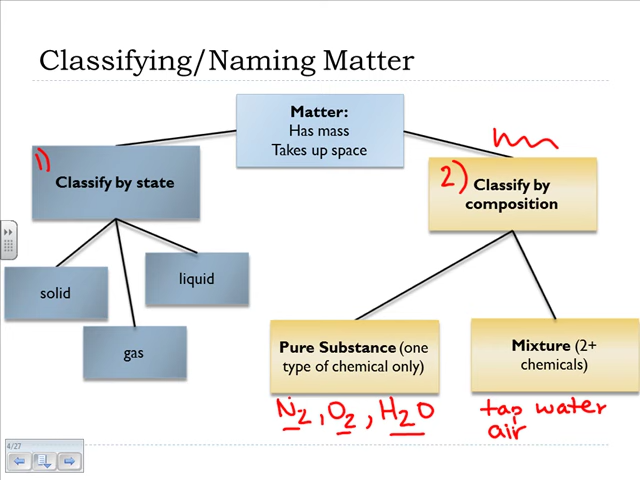 Classifying/Naming Matter
Matter:
Has mass
Takes up space
1)
Classify by state
2)
Classify by
composition
solid
liquid
gas
Pure Substance (one
type of chemical only)
Mixture (2+
chemicals)
N2, O2, H2O
tap water
air
4/27